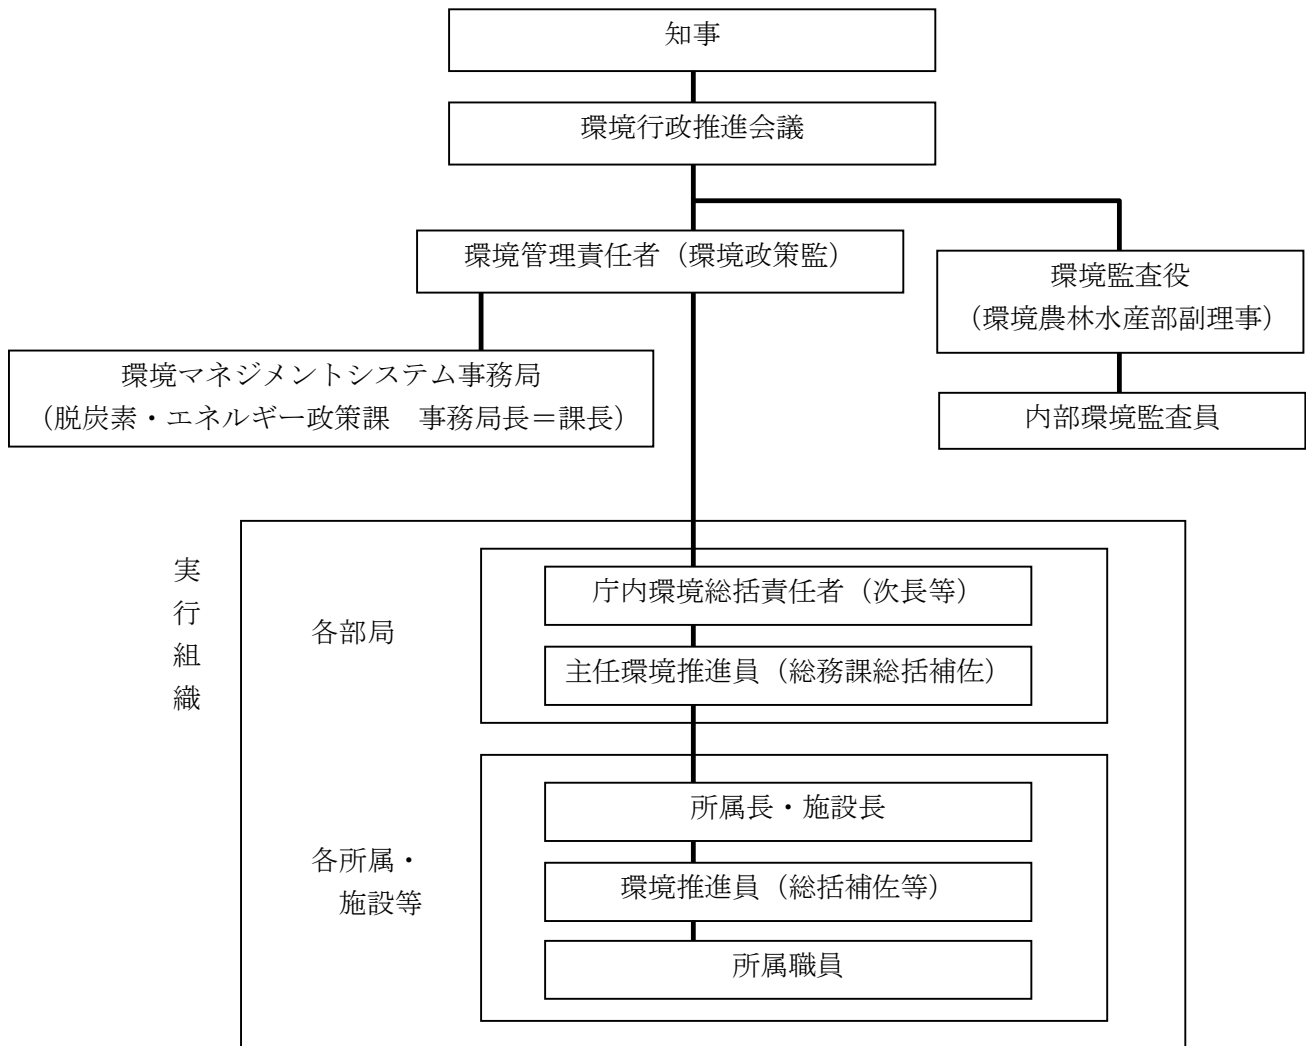 知事
環境行政推進会議
環境管理責任者（環境政策監）
環境監査役
（環境農林水産部副理事）
環境マネジメントシステム事務局
（脱炭素・エネルギー政策課　事務局長＝課長）
内部環境監査員
実行組織
各部局
庁内環境総括責任者（次長等）
主任環境推進員（総務課総括補佐）
各所属・
施設等
所属長・施設長
環境推進員（総括補佐等）
所属職員